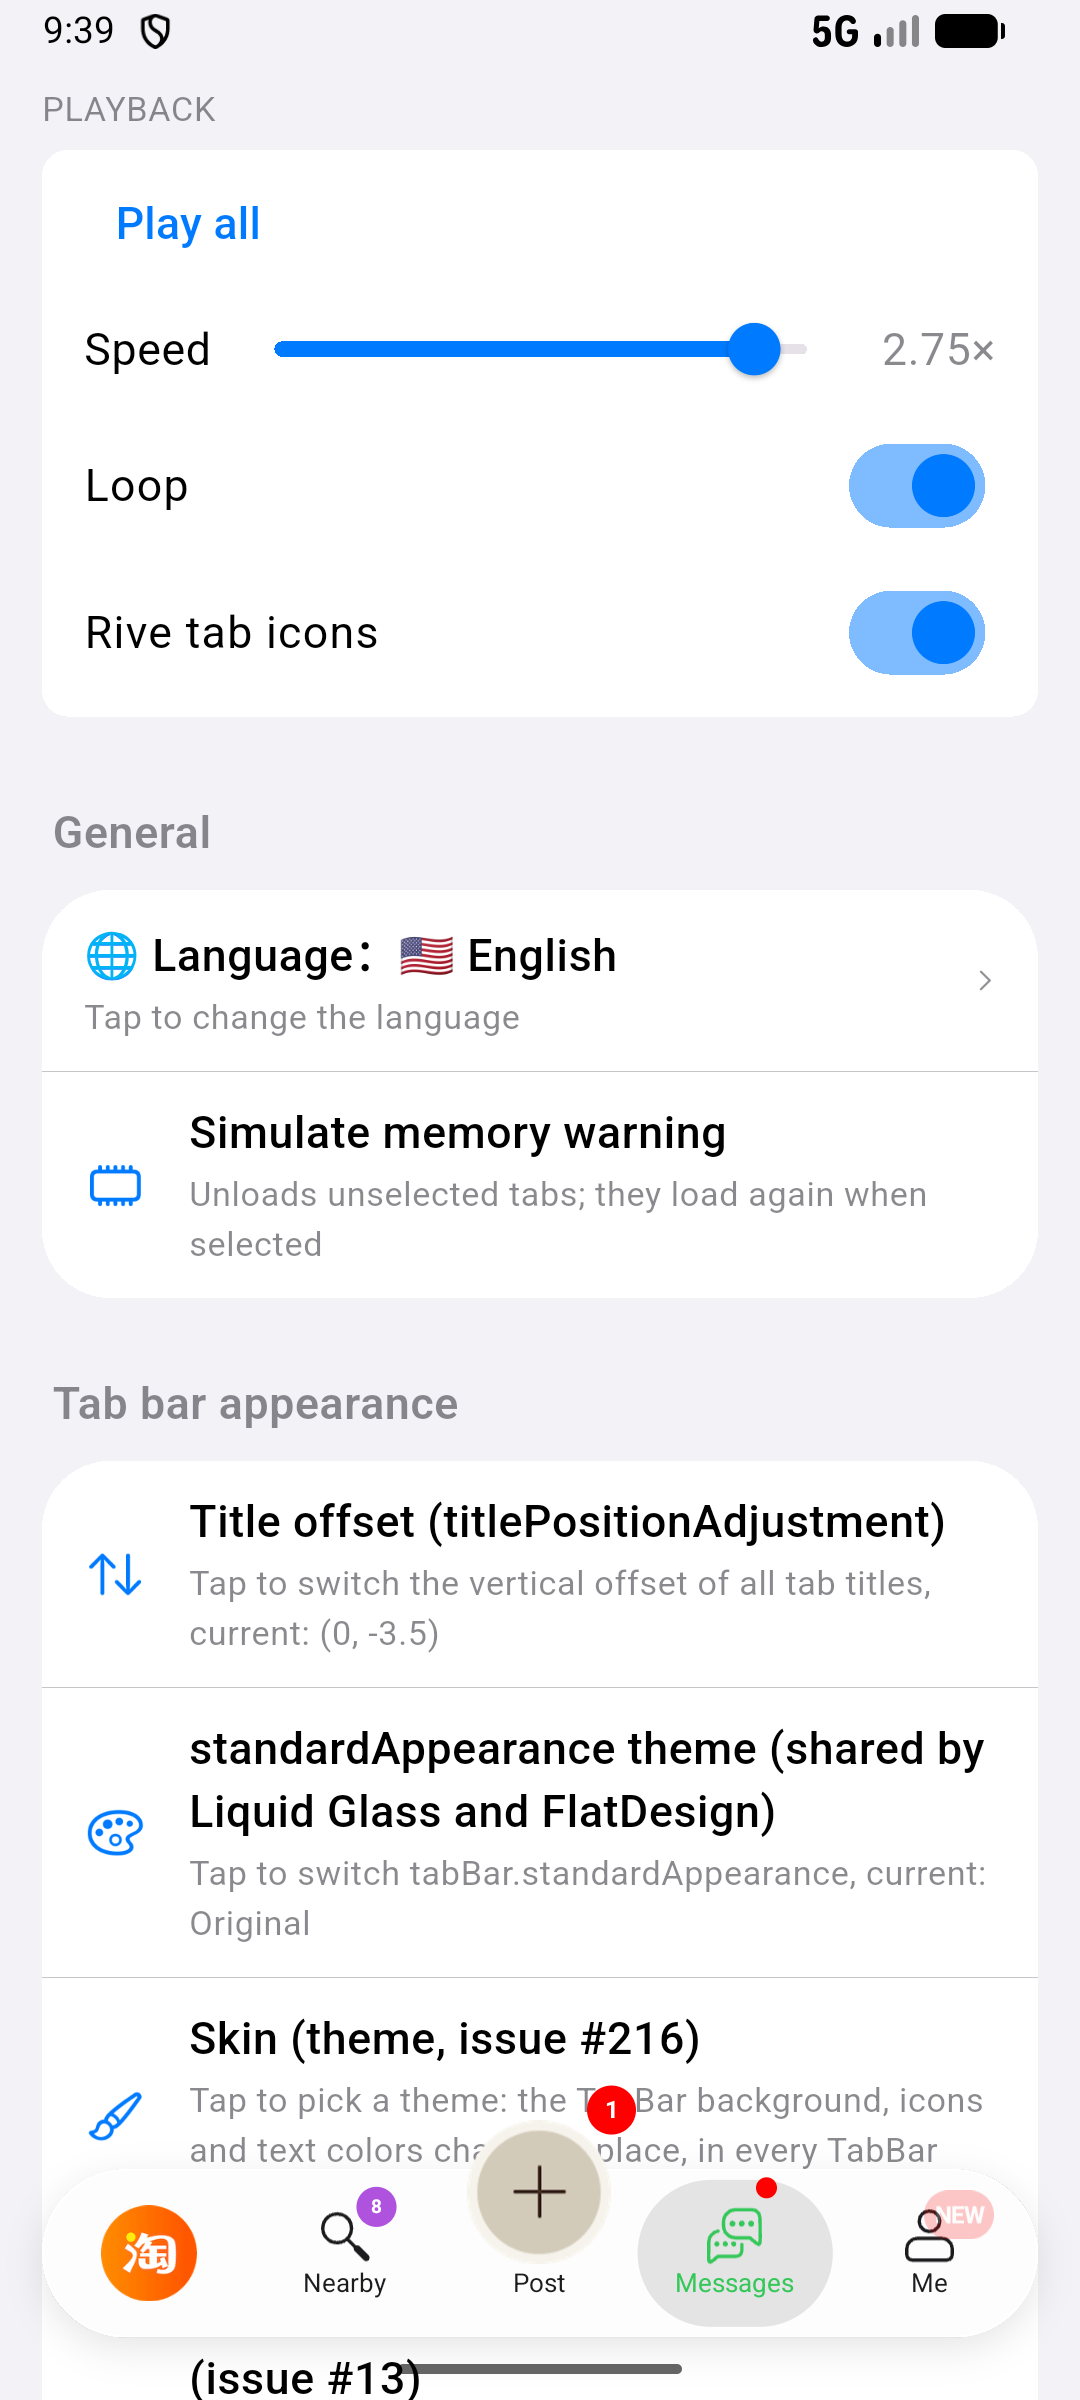 9:39
5G
PLAYBACK
Play all
Speed
2.75×
Loop
Rive tab icons
General
🌐 Language：🇺🇸 English
Tap to change the language
Simulate memory warning
Unloads unselected tabs; they load again when
selected
Tab bar appearance
Title offset (titlePositionAdjustment)
Tap to switch the vertical offset of all tab titles,
current: (0, -3.5)
standardAppearance theme (shared by
Liquid Glass and FlatDesign)
Tap to switch tabBar.standardAppearance, current:
Original
Skin (theme, issue #216)
Tap to pick a theme: the T Bar background, icons
1
and text colors cha place, in every TabBar
淘
8
Nearby
Post
Messages
NEW
Me
(issue #13)